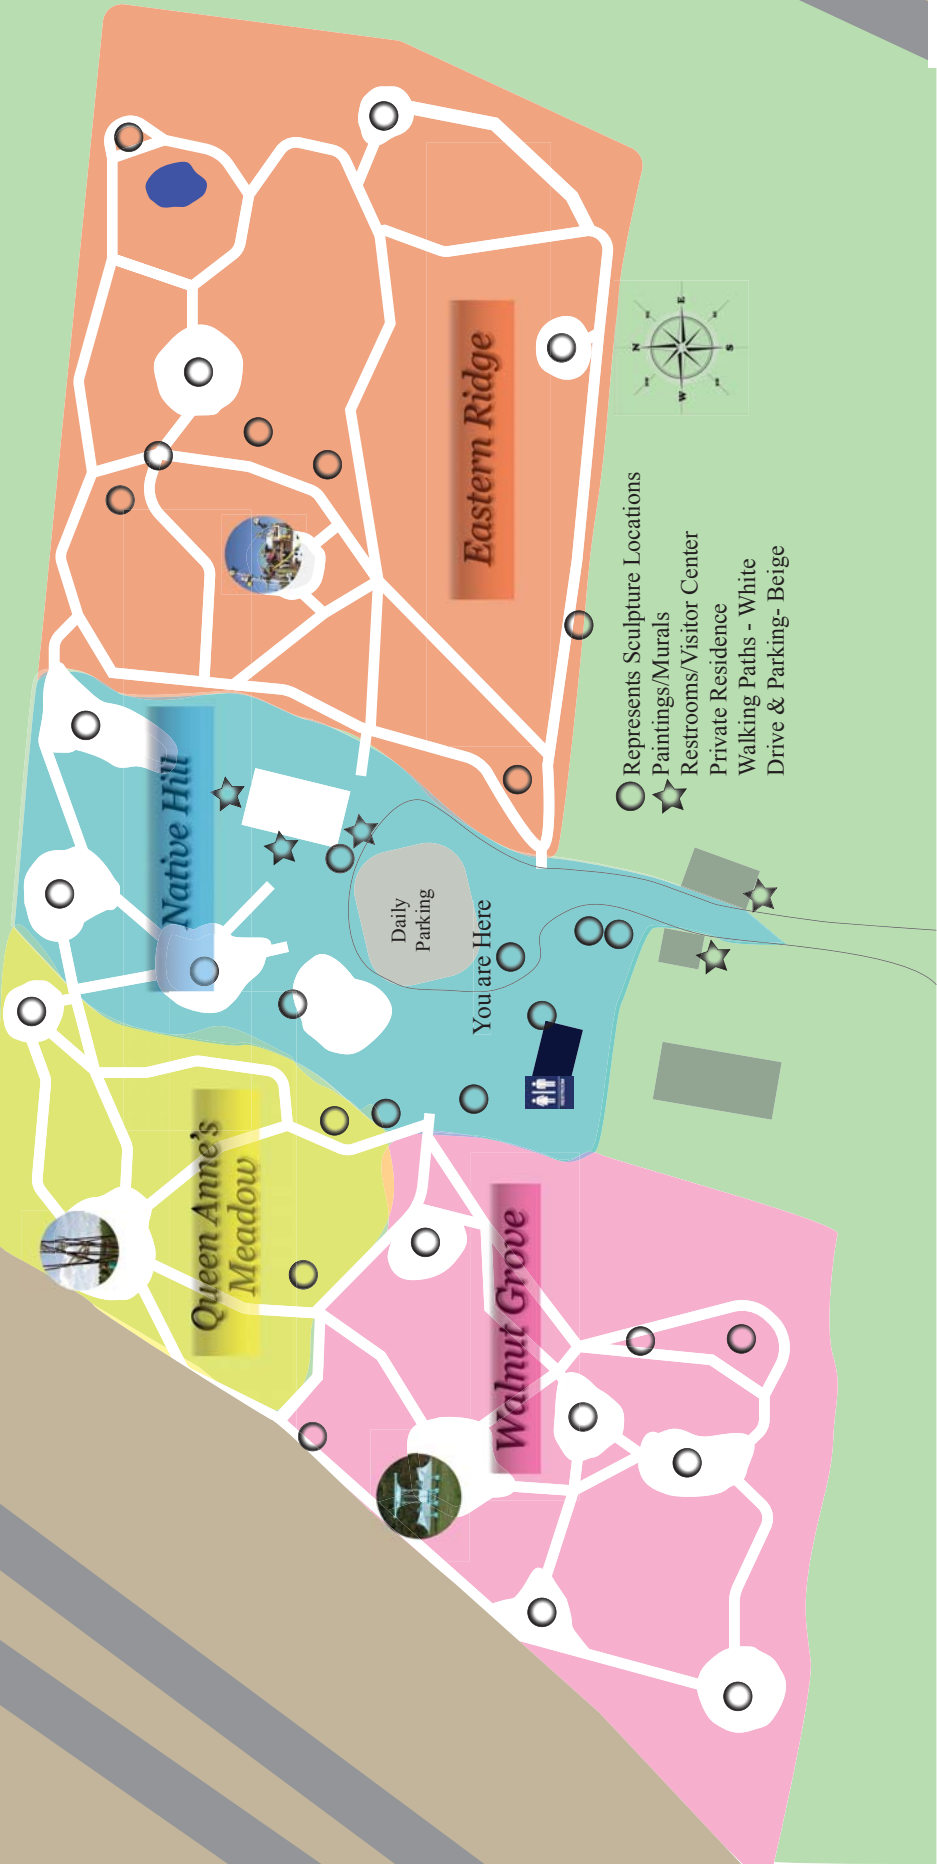 Eastern Ridge
Native Hill
Queen Anne's
Meadow
Walnut Grove
Daily
Parking
You are Here
N
E
S
W
Represents Sculpture Locations
Paintings/Murals
Restrooms/Visitor Center
Private Residence
Walking Paths - White
Drive & Parking- Beige